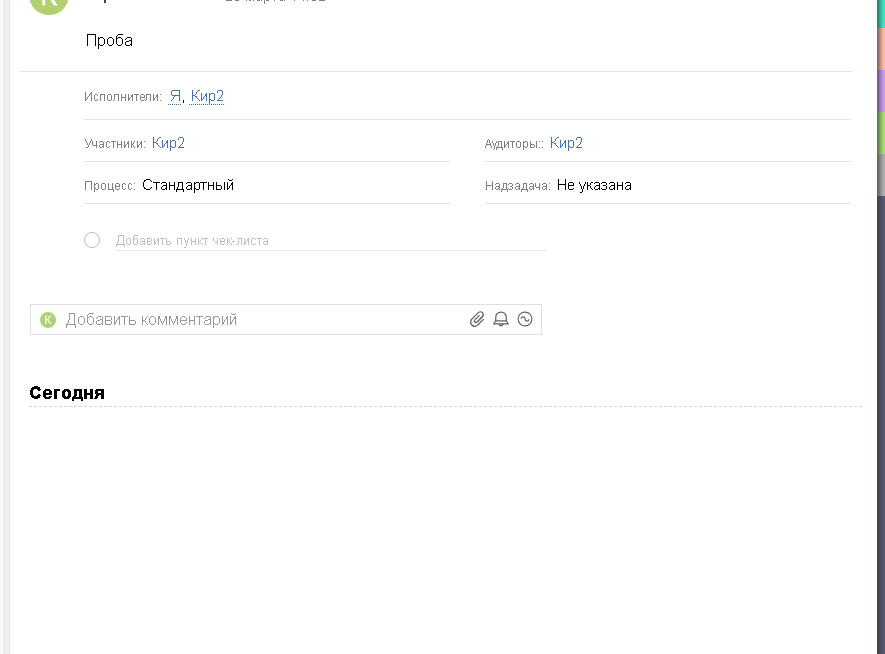 Проба
Исполнители: Я, Кир2
Участники: Кир2
Аудиторы:: Кир2
Процесс: Стандартный
Надзадача: Не указана
Добавить пункт чек-листа
К Добавить комментарий
Сегодня